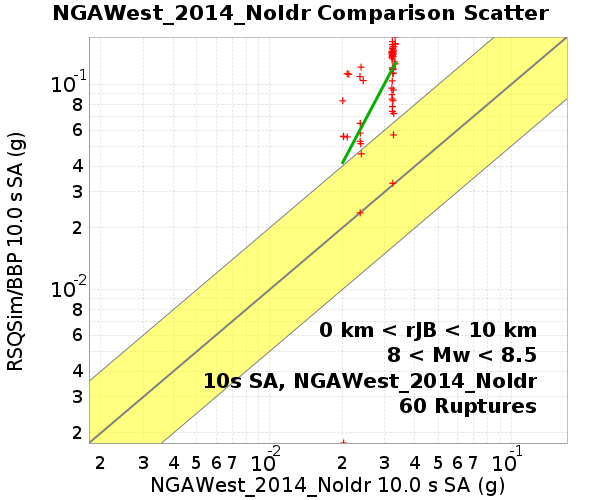 NGAWest_2014_NoIdr Comparison Scatter
RSQSim/BBP 10.0 s SA (g)
10-1
8
6
4
3
2
10-2
8
6
4
3
2
0 km < rJB < 10 km
8 < Mw < 8.5
10s SA, NGAWest_2014_NoIdr
60 Ruptures
2 3 4 5 6 7 10-2 2 3 4 5 6 7 10-1
NGAWest_2014_NoIdr 10.0 s SA (g)